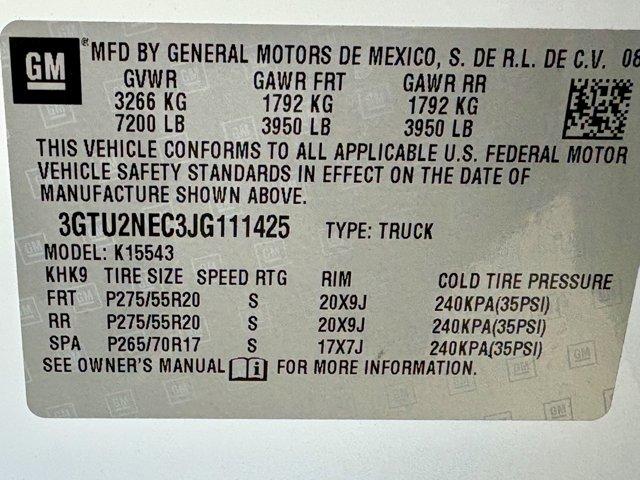 GM ® MFD BY GENERAL MOTORS DE MEXICO, S. DE R.L. DE C.V. 08
GVWR GAWR FRT GAWR RR
3266 KG 1792 KG 1792 KG
7200 LB 3950 LB 3950 LB
THIS VEHICLE CONFORMS TO ALL APPLICABLE U.S. FEDERAL MOTOR
VEHICLE SAFETY STANDARDS IN EFFECT ON THE DATE OF
MANUFACTURE SHOWN ABOVE.
3GTU2NEC3JG111425 TYPE: TRUCK
MODEL: K15543
KHK9 TIRE SIZE SPEED RTG RIM COLD TIRE PRESSURE
FRT P275/55R20 S 20X9J 240KPA(35PSI)
RR P275/55R20 S 20X9J 240KPA(35PSI)
SPA P265/70R17 S 17X7J 240KPA(35PSI)
SEE OWNER'S MANUAL i FOR MORE INFORMATION.